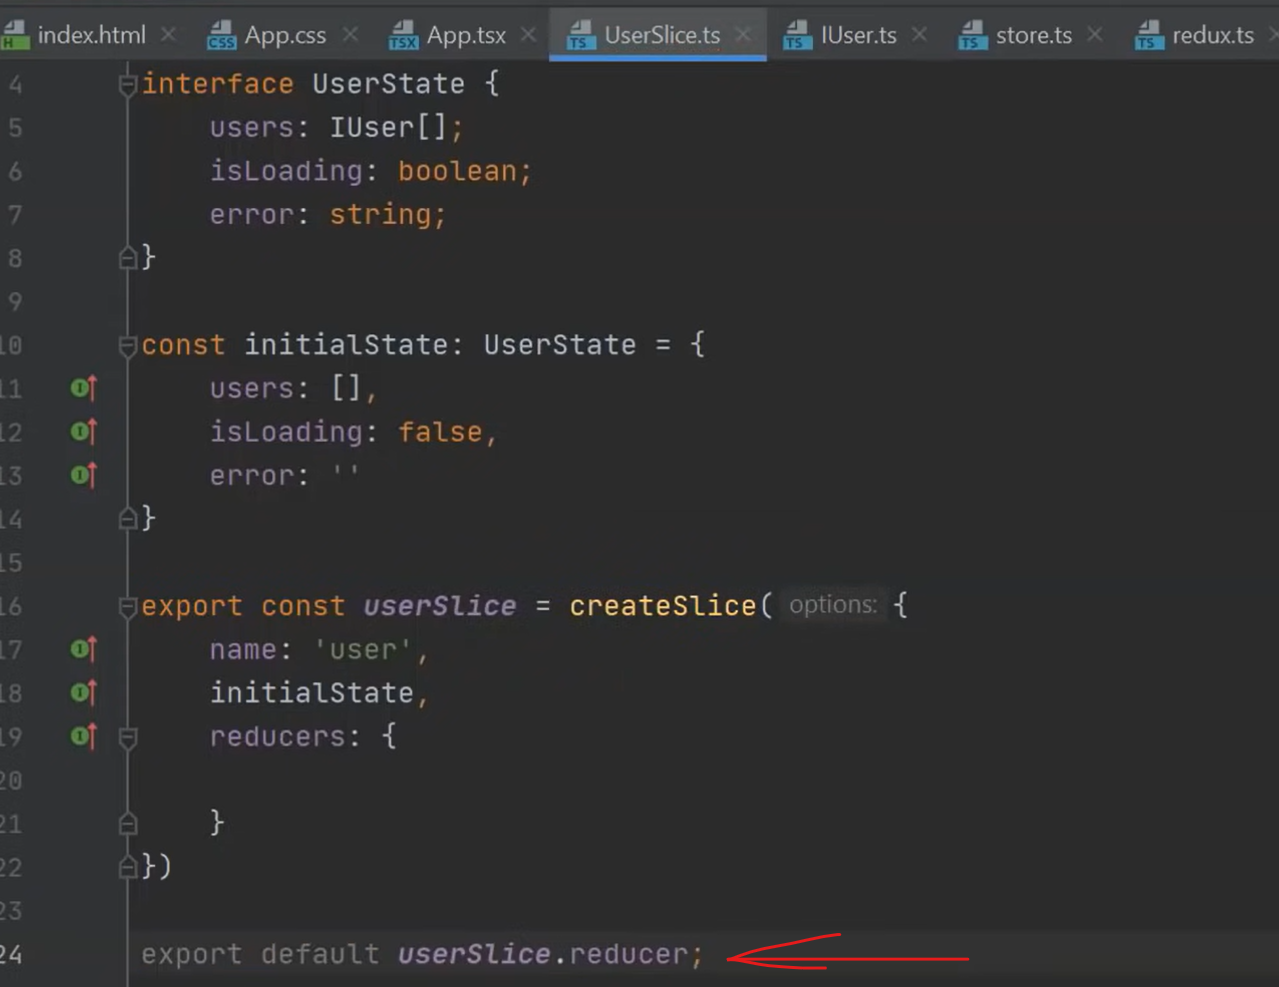 index.html App.css App.tsx UserSlice.ts IUser.ts store.ts redux.ts
4 interface UserState {
5 users: IUser[];
6 isLoading: boolean;
7 error: string;
8 }
9
10 const initialState: UserState = {
11 users: [],
12 isLoading: false,
13 error: ''
14 }
15
16 export const userSlice = createSlice( options: {
17 name: 'user',
18 initialState,
19 reducers: {
20
21 }
22 })
23
24 export default userSlice.reducer;